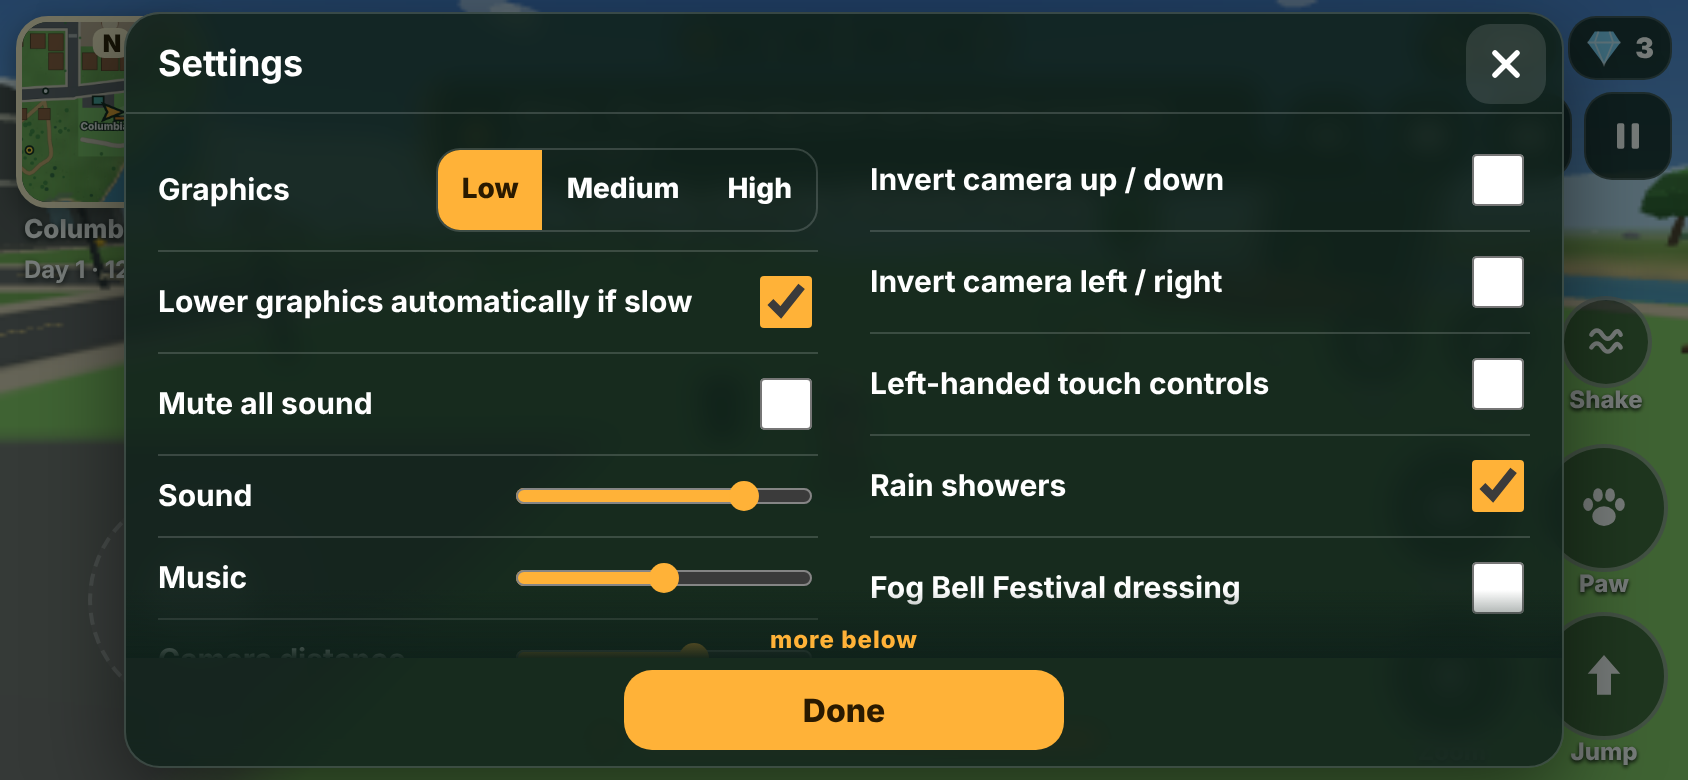 Settings
N
3
Graphics
Low
Medium
High
Lower graphics automatically if slow
Mute all sound
Sound
Music
Camera distance
Invert camera up / down
Invert camera left / right
Left-handed touch controls
Rain showers
Fog Bell Festival dressing
more below
Done
Day 1 · 12
Shake
Paw
Jump